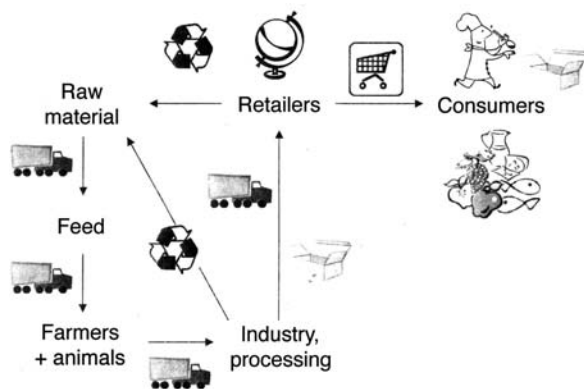 Raw
material
Retailers
Consumers
Feed
Farmers
+ animals
Industry,
processing